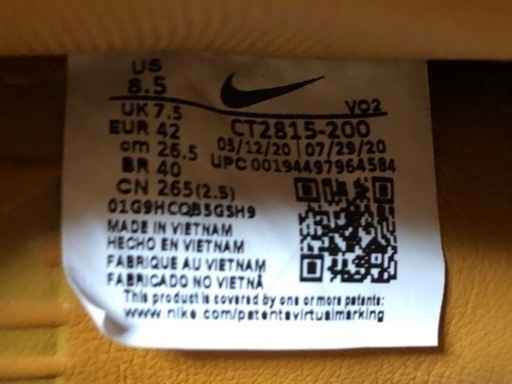 US
8.5
UK 7.5
EUR 42
cm 26.5
BR 40
CN 265(2.5)
VO2
CT2815-200
05/12/20 07/29/20
UPC 00194497964584
01G9HCQB5GSH9
MADE IN VIETNAM
HECHO EN VIETNAM
FABRIQUE AU VIETNAM
FABRICADO NO VIETNÃ
This product is covered by one or more patents:
www.nike.com/patentsvirtualmarking